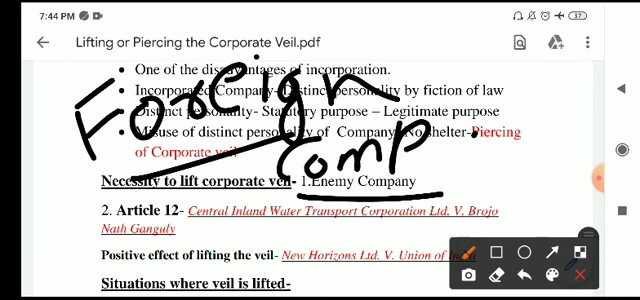 7:44 PM
37
Lifting or Piercing the Corporate Veil.pdf
• One of the disadvantages of incorporation.
• Incorporated Company- Distinct personality by fiction of law
• Distinct personality- Statutory purpose – Legitimate purpose
• Misuse of distinct personality of Company- No shelter- Piercing
of Corporate veil
Foreign
Comp.
Necessity to lift corporate veil- 1.Enemy Company
2. Article 12- Central Inland Water Transport Corporation Ltd. V. Brojo
Nath Ganguly
Positive effect of lifting the veil- New Horizons Ltd. V. Union of India
Situations where veil is lifted-